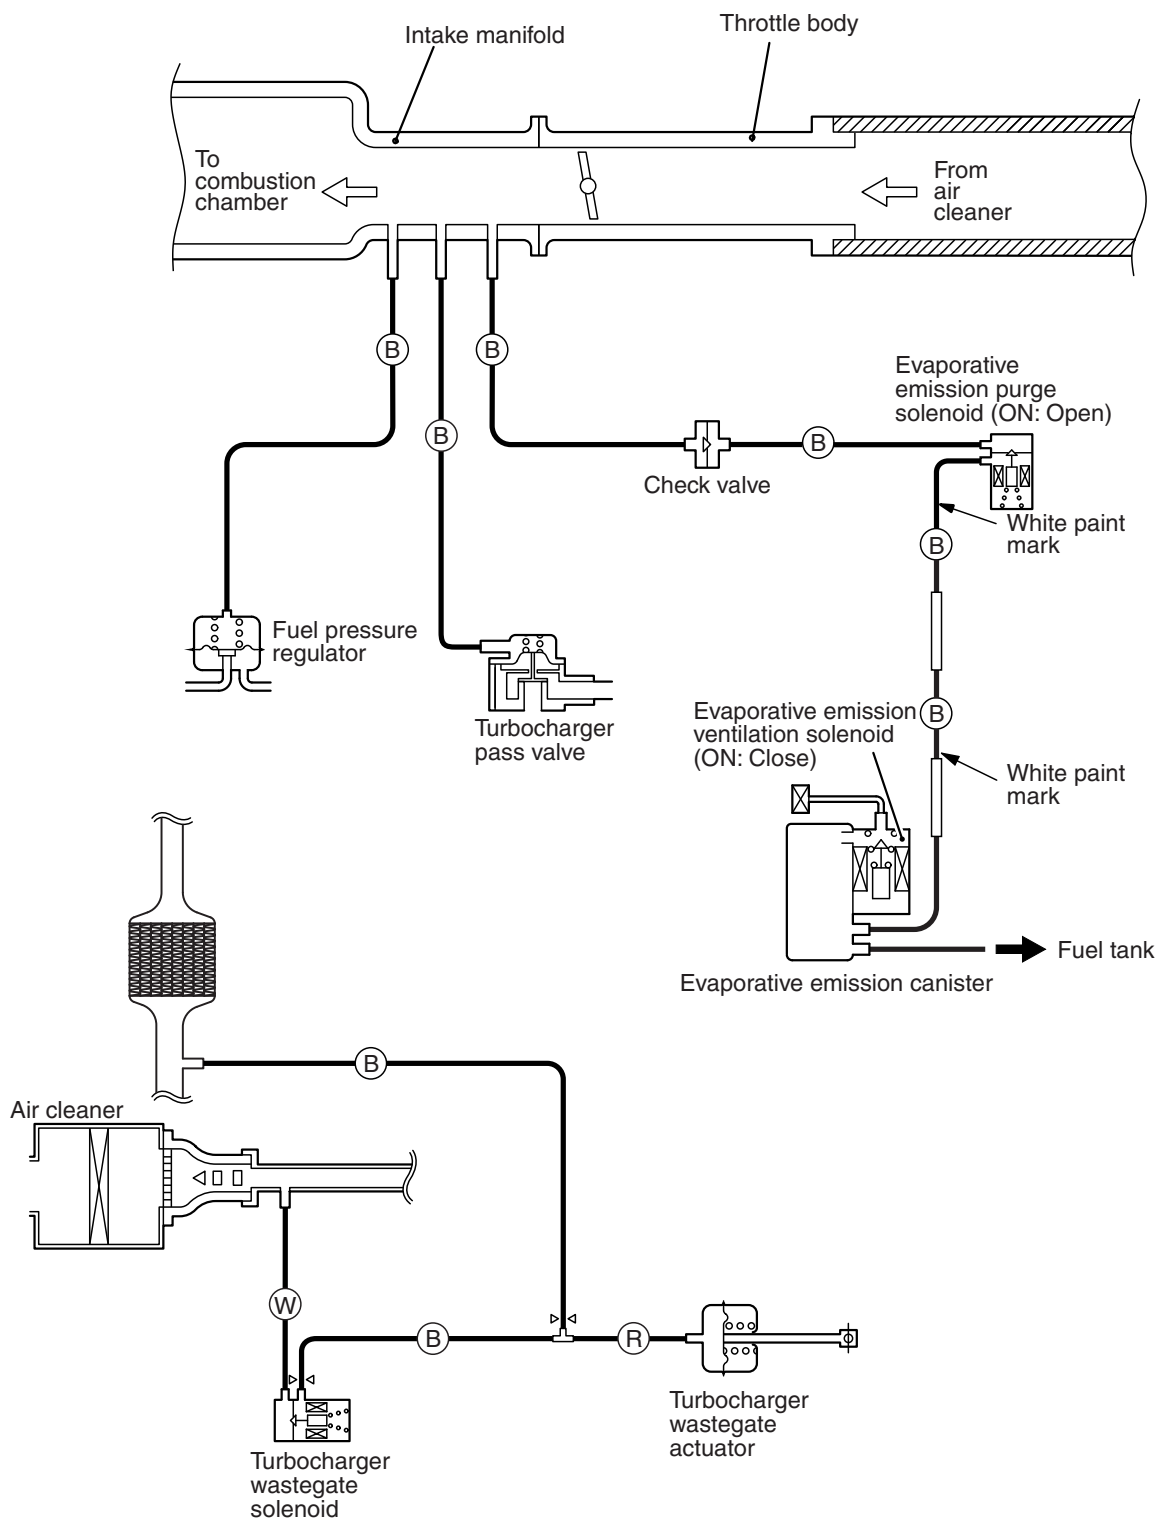 Throttle body
Intake manifold
To
combustion
chamber
From
air
cleaner
B
B
Evaporative
emission purge
solenoid (ON: Open)
B
B
Check valve
White paint
mark
B
Fuel pressure
regulator
Turbocharger
pass valve
Evaporative emission
ventilation solenoid
(ON: Close)
B
White paint
mark
Fuel tank
Evaporative emission canister
B
Air cleaner
W
B
R
Turbocharger
wastegate
actuator
Turbocharger
wastegate
solenoid